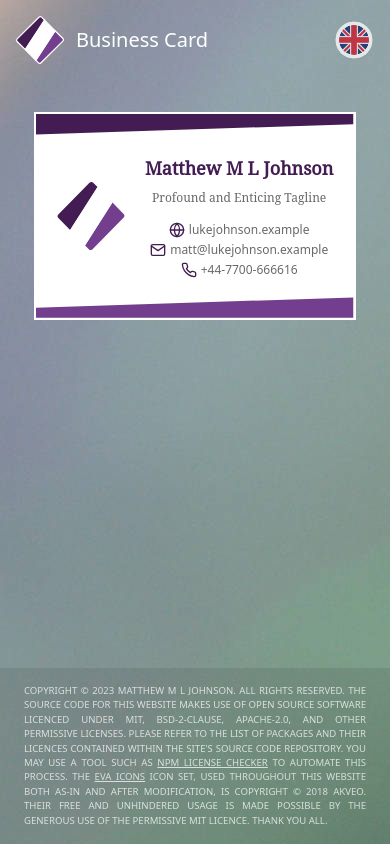 Business Card
Matthew M L Johnson
Profound and Enticing Tagline
lukejohnson.example
matt@lukejohnson.example
+44-7700-666616
COPYRIGHT © 2023 MATTHEW M L JOHNSON. ALL RIGHTS RESERVED. THE
SOURCE CODE FOR THIS WEBSITE MAKES USE OF OPEN SOURCE SOFTWARE
LICENCED UNDER MIT, BSD-2-CLAUSE, APACHE-2.0, AND OTHER
PERMISSIVE LICENSES. PLEASE REFER TO THE LIST OF PACKAGES AND THEIR
LICENCES CONTAINED WITHIN THE SITE'S SOURCE CODE REPOSITORY. YOU
MAY USE A TOOL SUCH AS NPM LICENSE CHECKER TO AUTOMATE THIS
PROCESS. THE EVA ICONS ICON SET, USED THROUGHOUT THIS WEBSITE
BOTH AS-IN AND AFTER MODIFICATION, IS COPYRIGHT © 2018 AKVEO.
THEIR FREE AND UNHINDERED USAGE IS MADE POSSIBLE BY THE
GENEROUS USE OF THE PERMISSIVE MIT LICENCE. THANK YOU ALL.